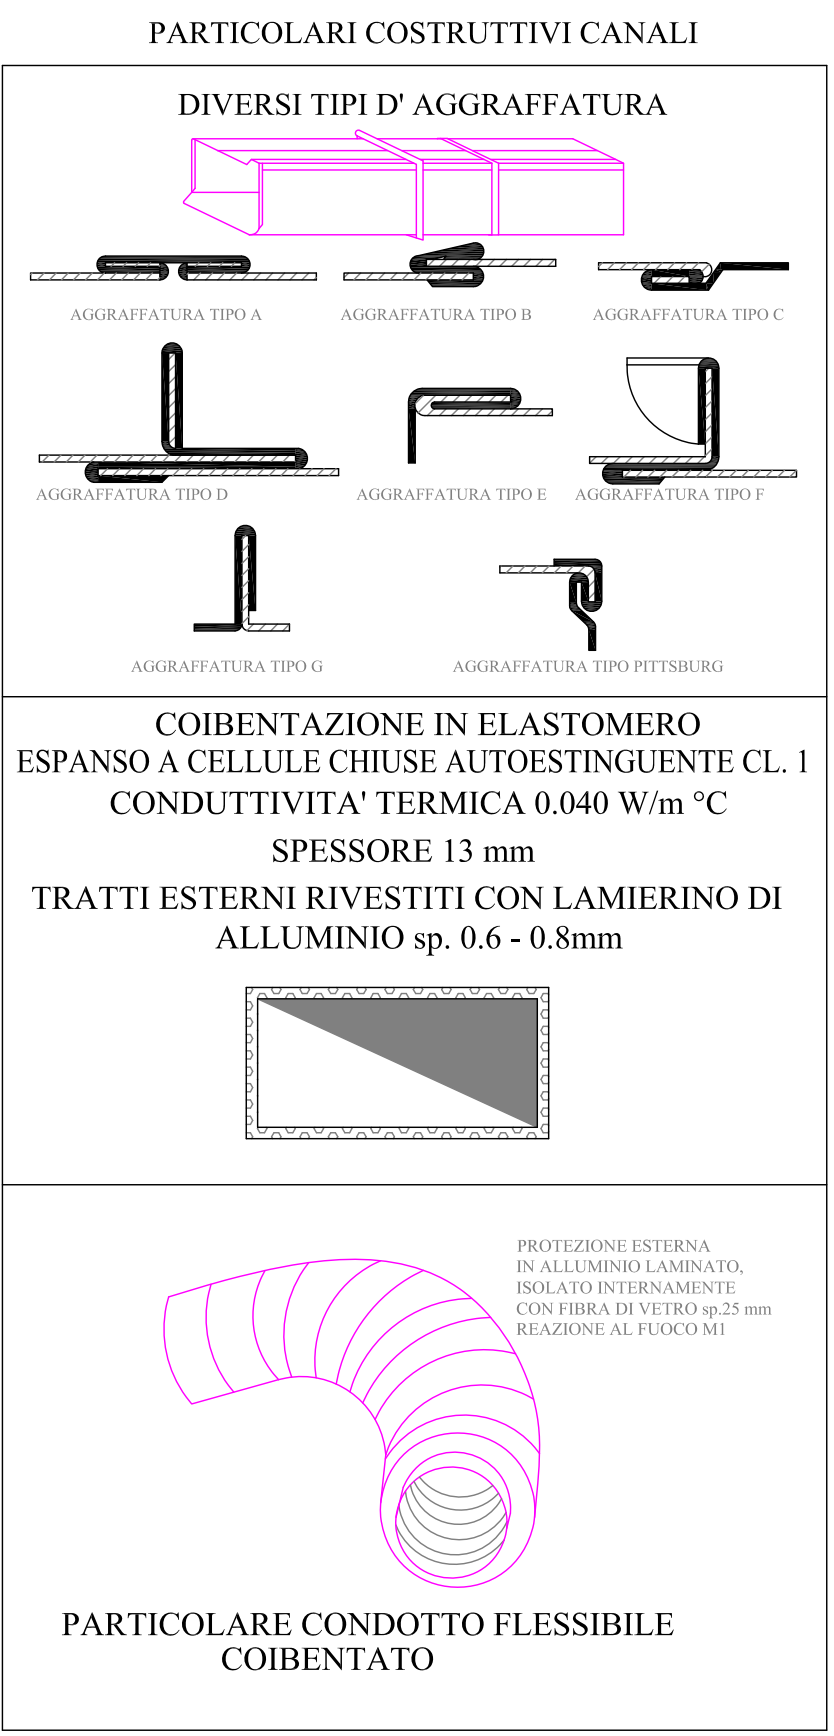 PARTICOLARI COSTRUTTIVI CANALI
DIVERSI TIPI D' AGGRAFFATURA
AGGRAFFATURA TIPO A
AGGRAFFATURA TIPO B
AGGRAFFATURA TIPO C
AGGRAFFATURA TIPO D
AGGRAFFATURA TIPO E
AGGRAFFATURA TIPO F
AGGRAFFATURA TIPO G
AGGRAFFATURA TIPO PITTSBURG
COIBENTAZIONE IN ELASTOMERO
ESPANSO A CELLULE CHIUSE AUTOESTINGUENTE CL. 1
CONDUTTIVITA' TERMICA 0.040 W/m °C
SPESSORE 13 mm
TRATTI ESTERNI RIVESTITI CON LAMIERINO DI
ALLUMINIO sp. 0.6 - 0.8mm
PROTEZIONE ESTERNA
IN ALLUMINIO LAMINATO,
ISOLATO INTERNAMENTE
CON FIBRA DI VETRO sp.25 mm
REAZIONE AL FUOCO M1
PARTICOLARE CONDOTTO FLESSIBILE
COIBENTATO